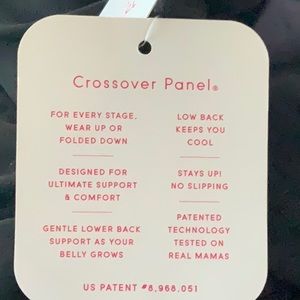 Crossover Panel®
FOR EVERY STAGE,
WEAR UP OR
FOLDED DOWN
LOW BACK
KEEPS YOU
COOL
DESIGNED FOR
ULTIMATE SUPPORT
& COMFORT
STAYS UP!
NO SLIPPING
GENTLE LOWER BACK
SUPPORT AS YOUR
BELLY GROWS
PATENTED
TECHNOLOGY
TESTED ON
REAL MAMAS
US PATENT #8,968,051